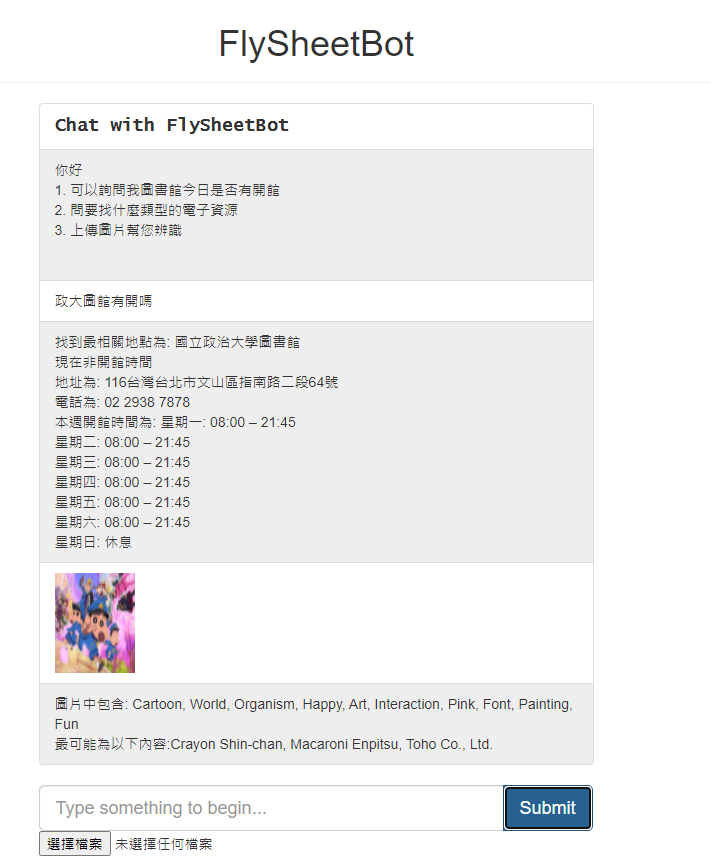 FlySheetBot
Chat with FlySheetBot
你好
1. 可以詢問我圖書館今日是否有開館
2. 問要找什麼類型的電子資源
3. 上傳圖片幫您辨識
政大圖館有開嗎
找到最相關地點為: 國立政治大學圖書館
現在非開館時間
地址為: 116台灣台北市文山區指南路二段64號
電話為: 02 2938 7878
本週開館時間為: 星期一: 08:00 – 21:45
星期二: 08:00 – 21:45
星期三: 08:00 – 21:45
星期四: 08:00 – 21:45
星期五: 08:00 – 21:45
星期六: 08:00 – 21:45
星期日: 休息
圖片中包含: Cartoon, World, Organism, Happy, Art, Interaction, Pink, Font, Painting,
Fun
最可能為以下內容:Crayon Shin-chan, Macaroni Enpitsu, Toho Co., Ltd.
Type something to begin...
Submit
選擇檔案 未選擇任何檔案